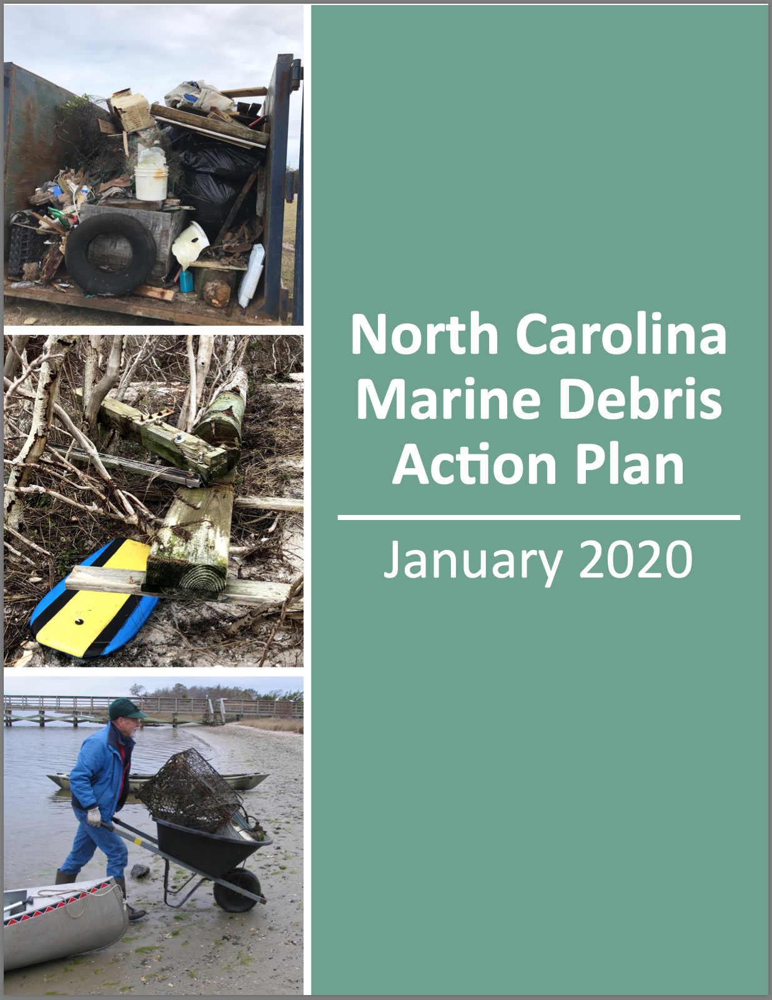 North Carolina
Marine Debris
Action Plan
January 2020